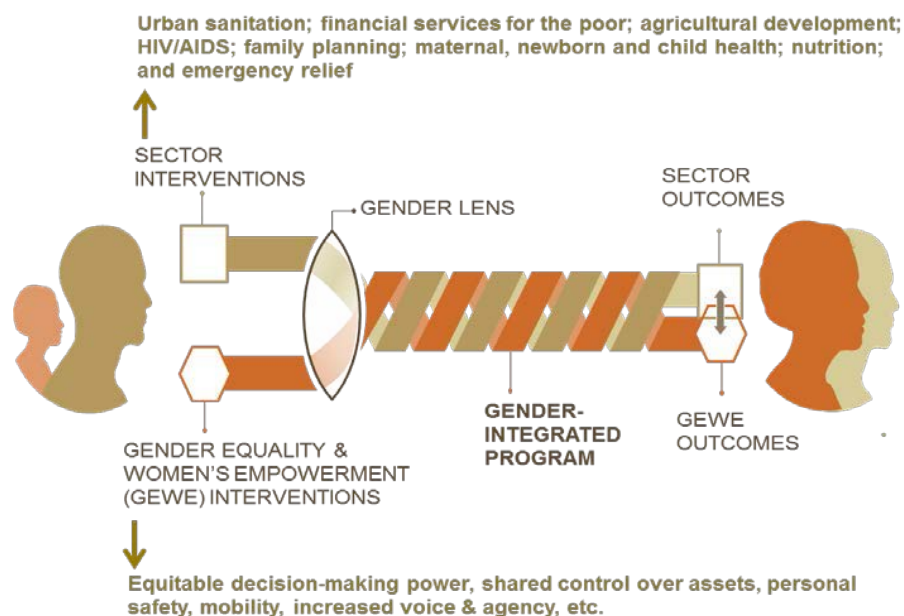 Urban sanitation; financial services for the poor; agricultural development;
HIV/AIDS; family planning; maternal, newborn and child health; nutrition;
and emergency relief
SECTOR
INTERVENTIONS
GENDER LENS
SECTOR
OUTCOMES
GENDER-
INTEGRATED
PROGRAM
GEWE
OUTCOMES
GENDER EQUALITY &
WOMEN'S EMPOWERMENT
(GEWE) INTERVENTIONS
Equitable decision-making power, shared control over assets, personal
safety, mobility, increased voice & agency, etc.